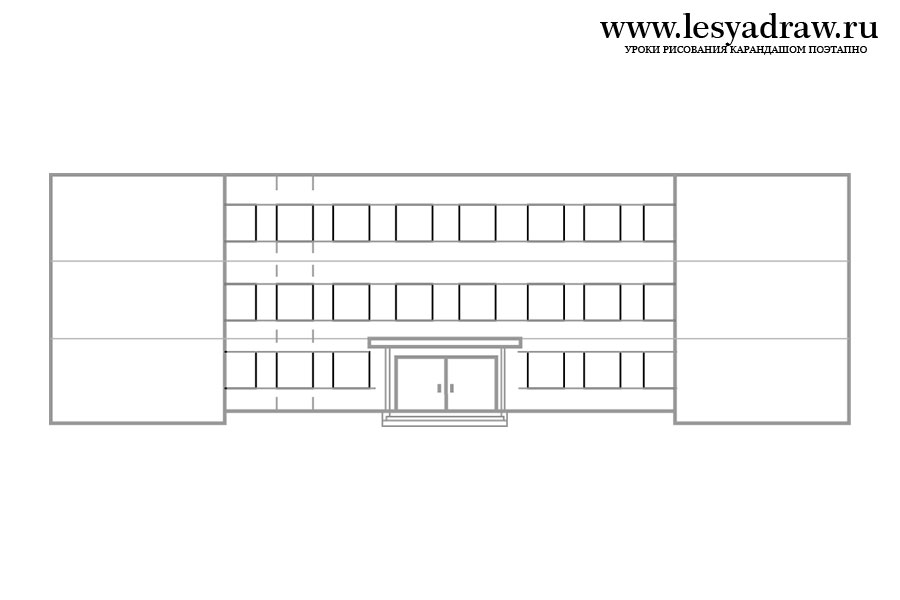 www.lesyadraw.ru
УРОКИ РИСОВАНИЯ КАРАНДАШОМ ПОЭТАПНО